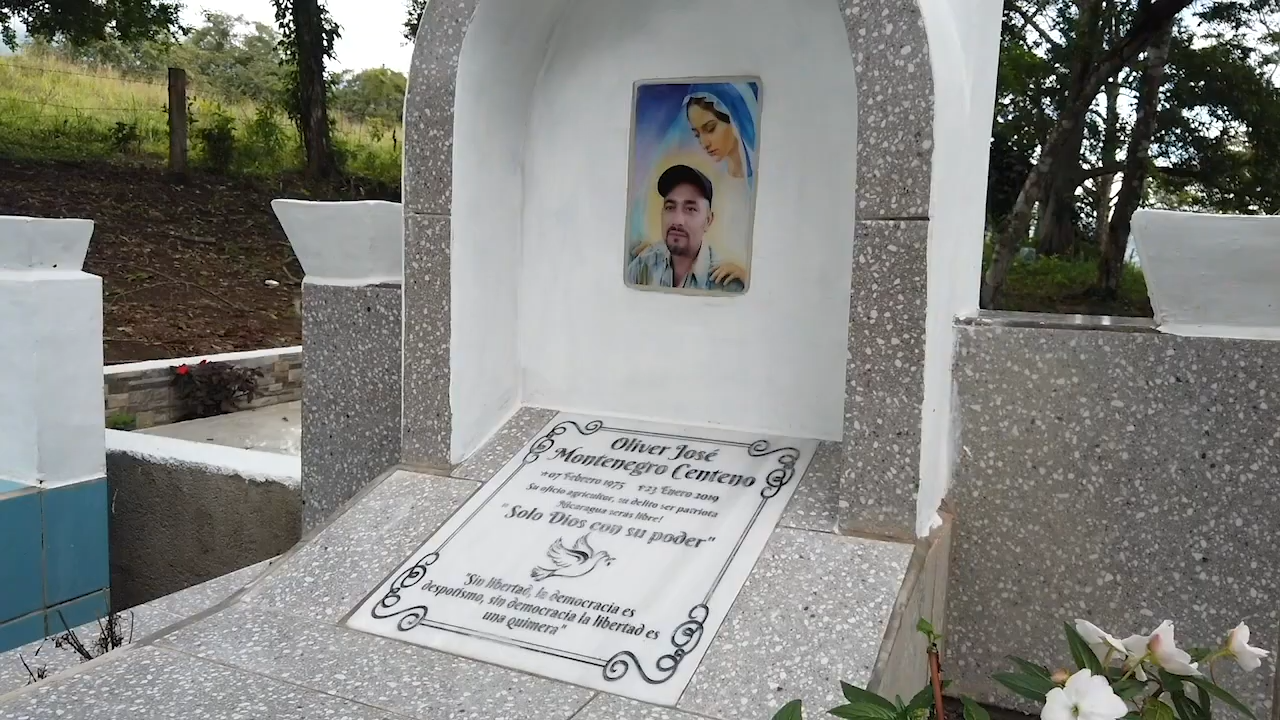 Oliver José
Montenegro Centeno
07 Febrero 1975 23 Enero 2019
Su oficio agricultor, su delito ser patriota
Nicaragua serás libre!
"Solo Dios con su poder"
"Sin libertad, la democracia es
despotismo, sin democracia la libertad es
una quimera"